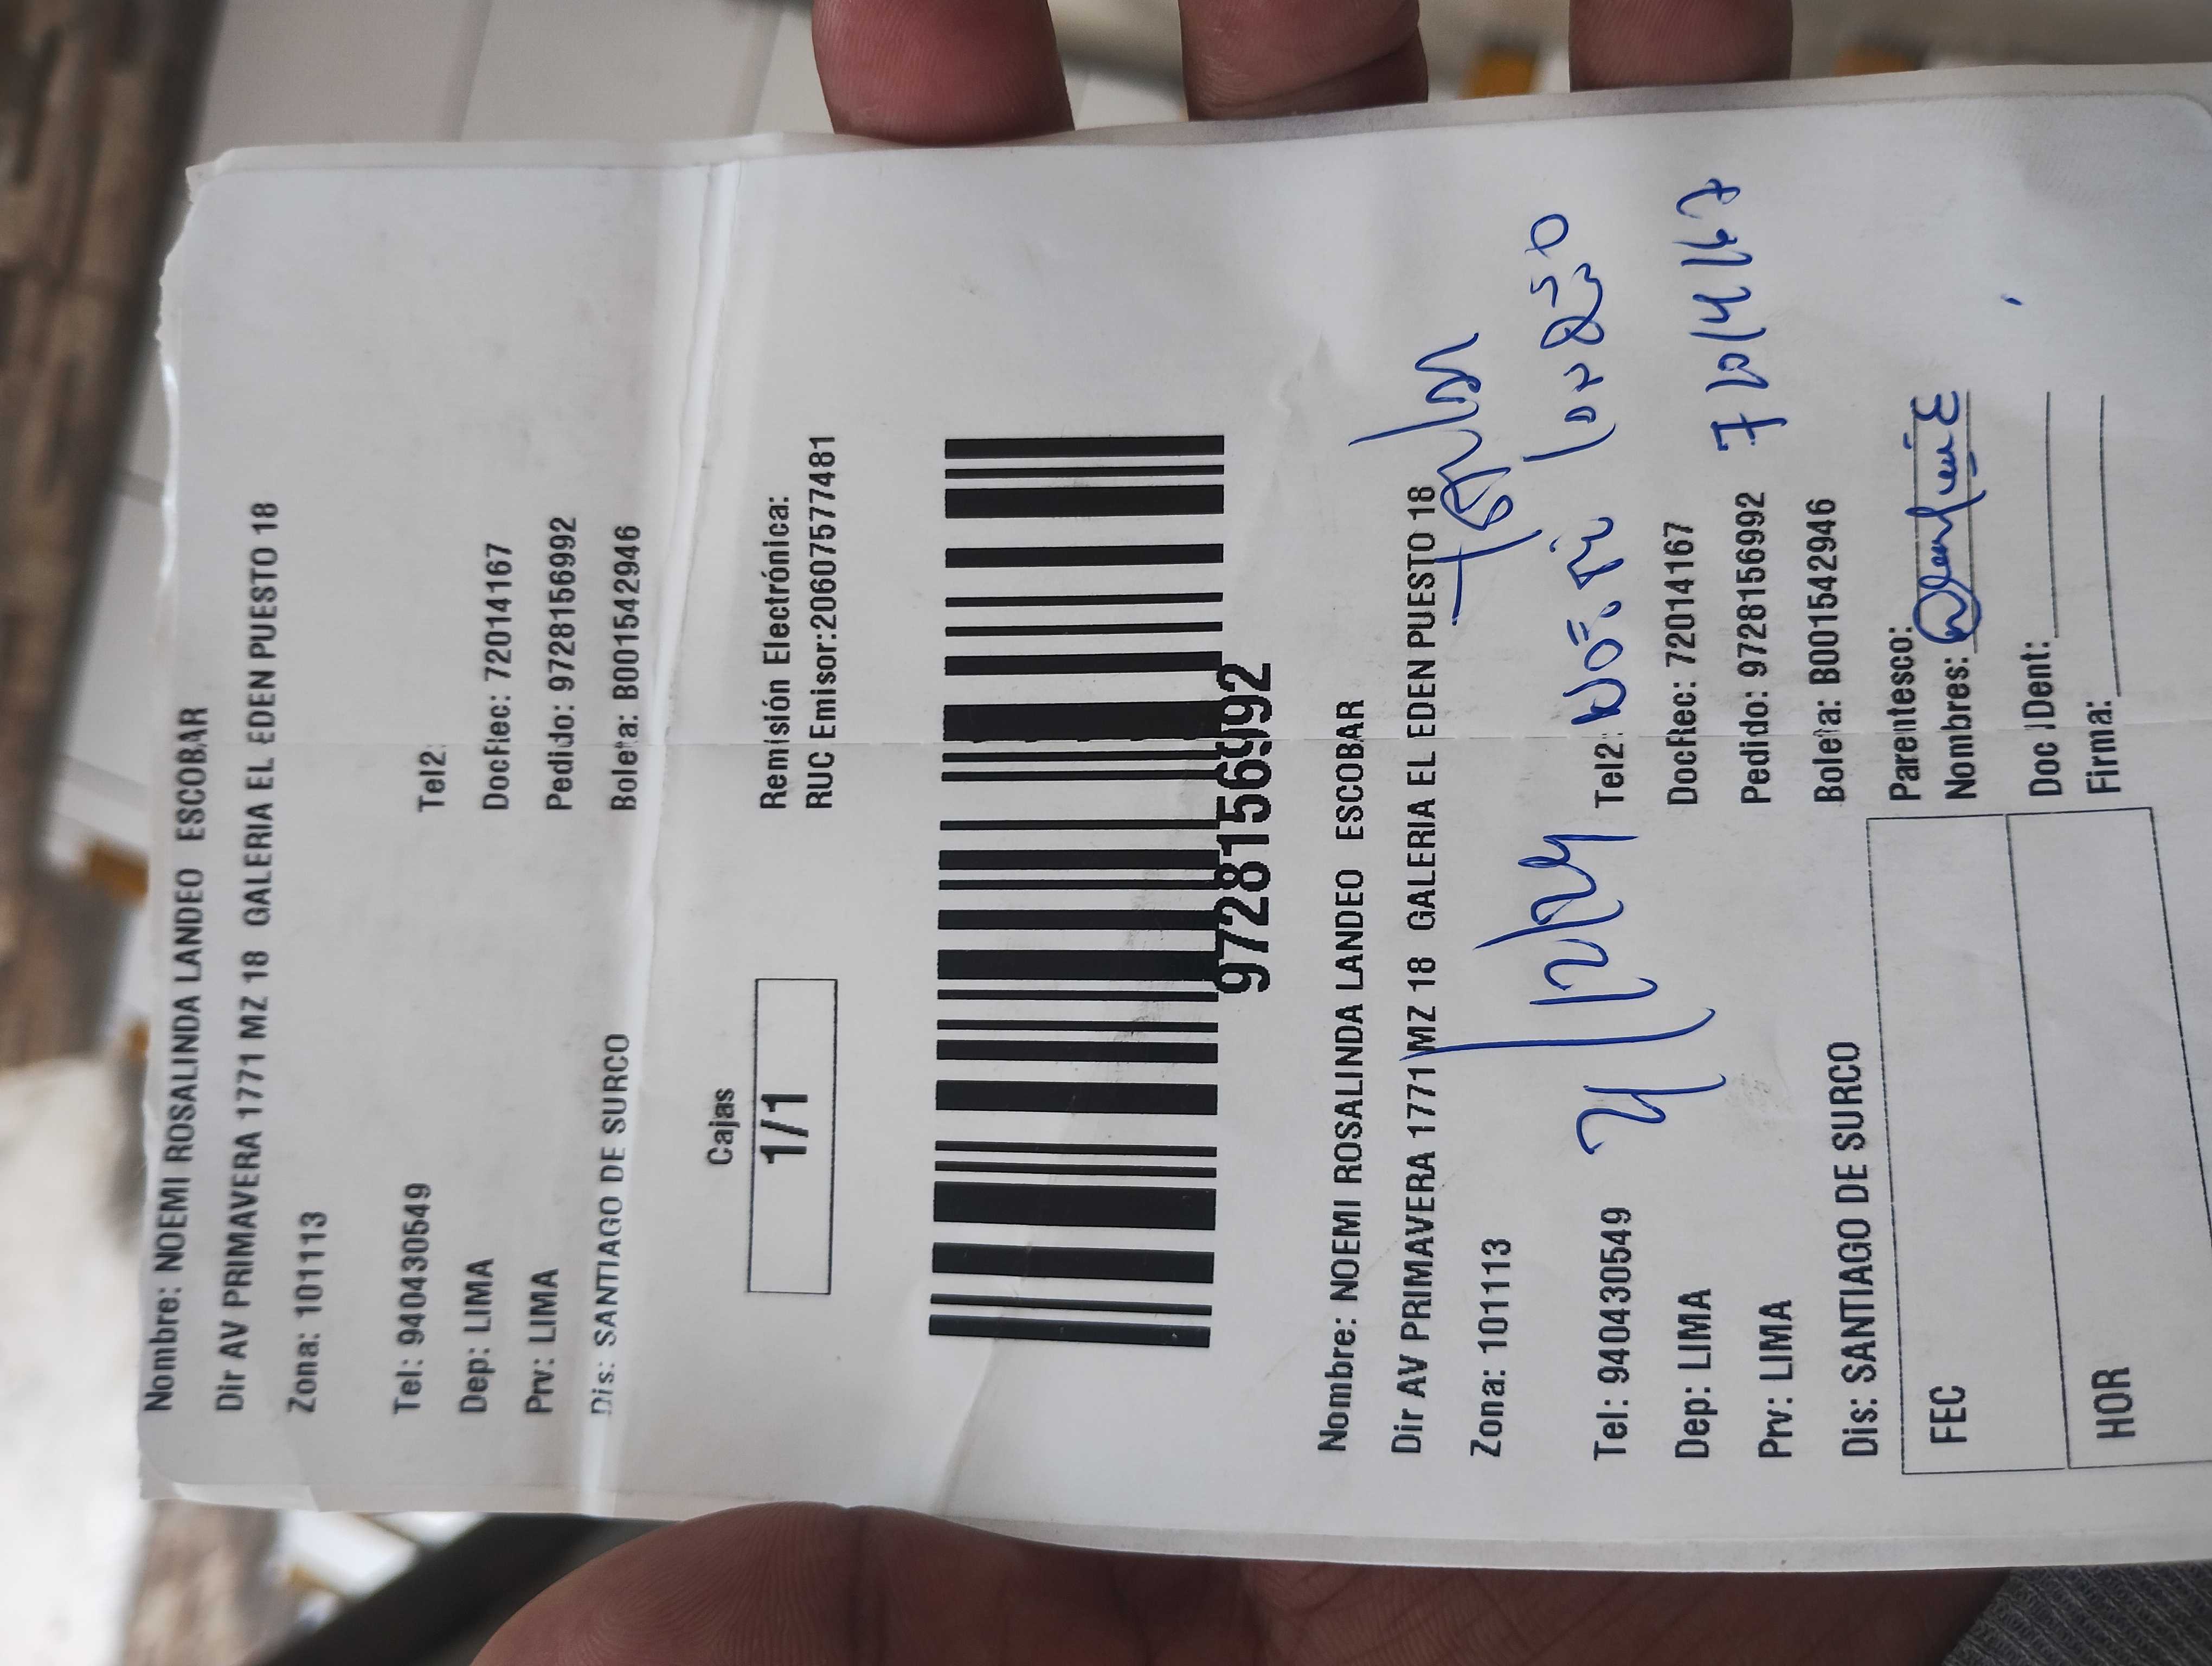 Nombre: NOEMI ROSALINDA LANDEO ESCOBAR
Dir AV PRIMAVERA 1771 MZ 18 GALERIA EL EDEN PUESTO 18
Zona: 101113
Tel: 940430549 Tel2:
Dep: LIMA DocRec: 72014167
Prv: LIMA Pedido: 9728156992
Dis: SANTIAGO DE SURCO Boleta: B001542946
Cajas
1/1
Remisión Electrónica:
RUC Emisor:20607577481
9728156992
Nombre: NOEMI ROSALINDA LANDEO ESCOBAR
Dir AV PRIMAVERA 1771 MZ 18 GALERIA EL EDEN PUESTO 18
Zona: 101113
Tel: 940430549 Tel2:
Dep: LIMA DocRec: 72014167
72014167
Prv: LIMA Pedido: 9728156992
Dis: SANTIAGO DE SURCO Boleta: B001542946
Parentesco:
FEC Nombres:
Doc IDent:
HOR Firma: